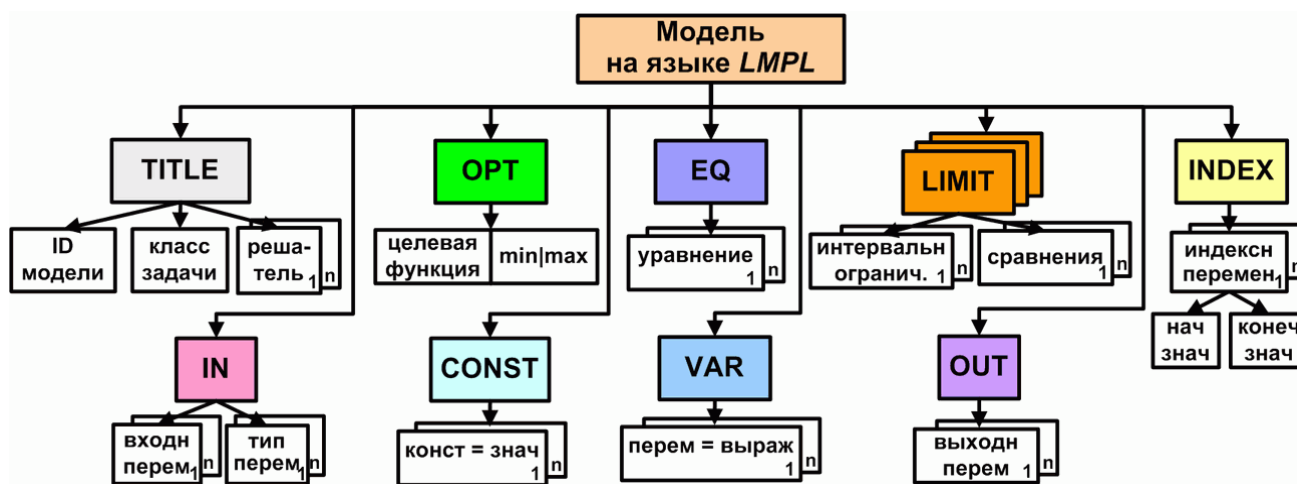 Модель
на языке LMPL
TITLE
OPT
EQ
LIMIT
INDEX
ID
модели
класс
задачи
реша-
тель 1 n
целевая
функция
min|max
уравнение
1 n
интервальн
огранич. 1 n
сравнения
1 n
индексн
перемен 1 n
нач
знач
конеч
знач
IN
CONST
VAR
OUT
входн
перем 1 n
тип
перем 1 n
конст = знач
1 n
перем = выраж
1 n
выходн
перем 1 n